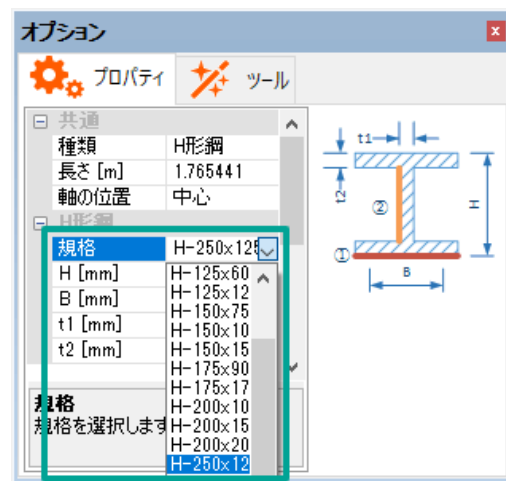 オプション
プロパティ
ツール
共通
種類 H形鋼
長さ [m] 1.765441
軸の位置 中心
H形鋼
規格 H-250x125
H [mm]
B [mm]
t1 [mm]
t2 [mm]
H-125x60
H-125x12
H-150x75
H-150x10
H-150x15
H-175x90
H-175x17
H-200x10
H-200x15
H-200x20
H-250x12
規格
規格を選択します
t1
t2
②
H
①
B